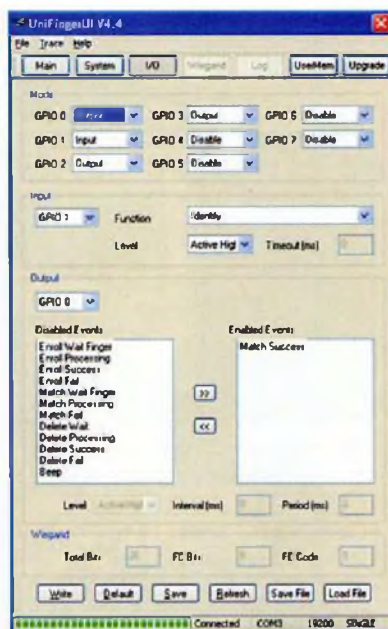 UniFingerUI V4.4
File Trace Help
Main System I/O Wiegand Log UserMem Upgrade
Mode
GPIO 0 Output GPIO 3 Output GPIO 6 Disable
GPIO 1 Input GPIO 4 Disable GPIO 7 Disable
GPIO 2 Output GPIO 5 Disable
Input
Function Identify
Level Active High Timeout (ms)
Output
GPIO 0
Disabled Events Enabled Events
Enroll Wait Finger Match Success
Enroll Processing
Enroll Success
Enroll Fail
Match Wait Finger >>
Match Processing
Match Fail
Delete Wait <<
Delete Processing
Delete Success
Delete Fail
Beep
Level Interval (ms) Period (ms)
Wiegand
Total Bits FC Bits FC Code
Write Default Save Refresh Save File Load File
Connected COM3 19200 SINGLE